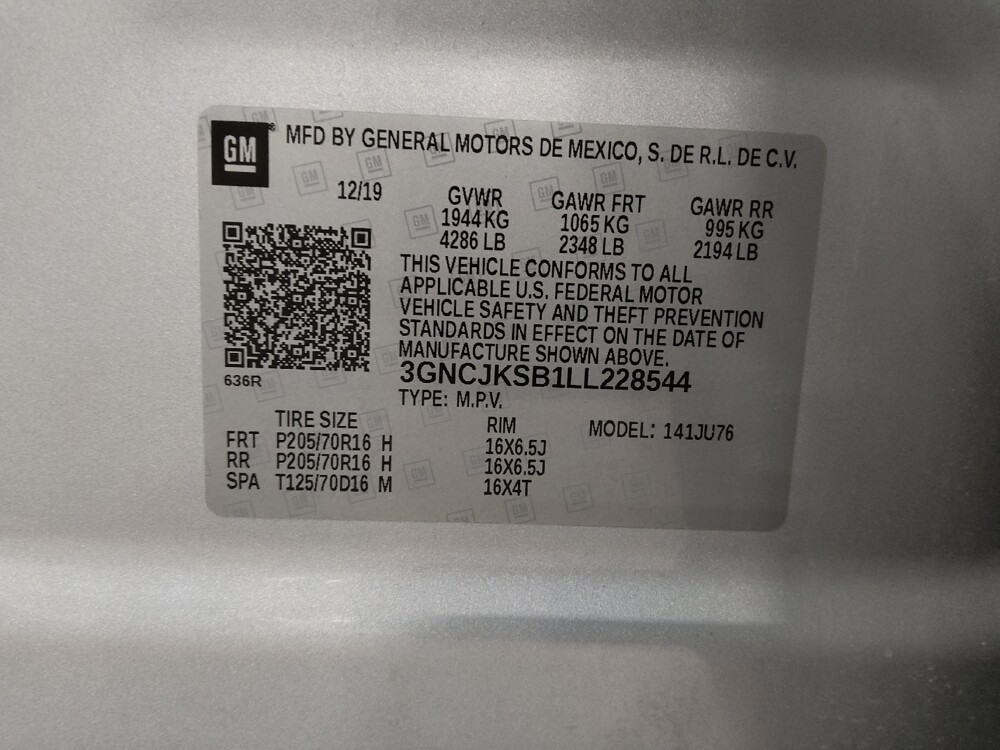 GM® MFD BY GENERAL MOTORS DE MEXICO, S. DE R.L. DE C.V.
12/19 GVWR GAWR FRT GAWR RR
1944 KG 1065 KG 995 KG
4286 LB 2348 LB 2194 LB
THIS VEHICLE CONFORMS TO ALL
APPLICABLE U.S. FEDERAL MOTOR
VEHICLE SAFETY AND THEFT PREVENTION
STANDARDS IN EFFECT ON THE DATE OF
MANUFACTURE SHOWN ABOVE.
636R
3GNCJKSB1LL228544
TYPE: M.P.V.
TIRE SIZE RIM MODEL: 141JU76
FRT P205/70R16 H 16X6.5J
RR P205/70R16 H 16X6.5J
SPA T125/70D16 M 16X4T